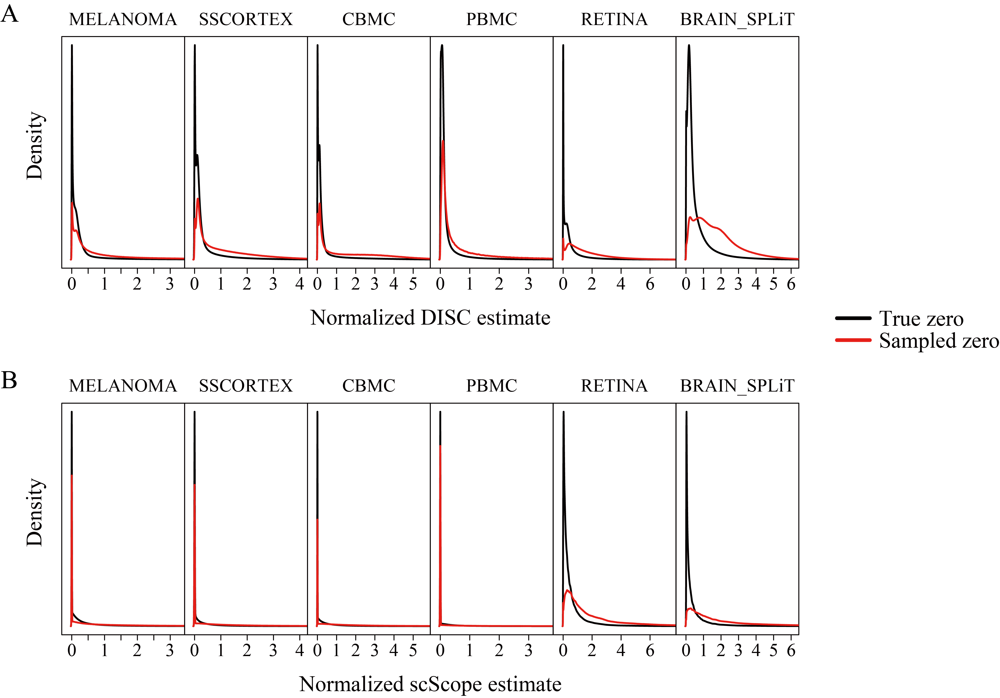 A
MELANOMA SSCORTEX CBMC PBMC RETINA BRAIN_SPLiT
Density
0 1 2 3 0 1 2 3 4 0 1 2 3 4 5 0 1 2 3 0 2 4 6 0 1 2 3 4 5 6
Normalized DISC estimate
True zero
Sampled zero
B
MELANOMA SSCORTEX CBMC PBMC RETINA BRAIN_SPLiT
Density
0 1 2 3 0 1 2 3 4 0 1 2 3 4 5 0 1 2 3 0 2 4 6 0 1 2 3 4 5 6
Normalized scScope estimate